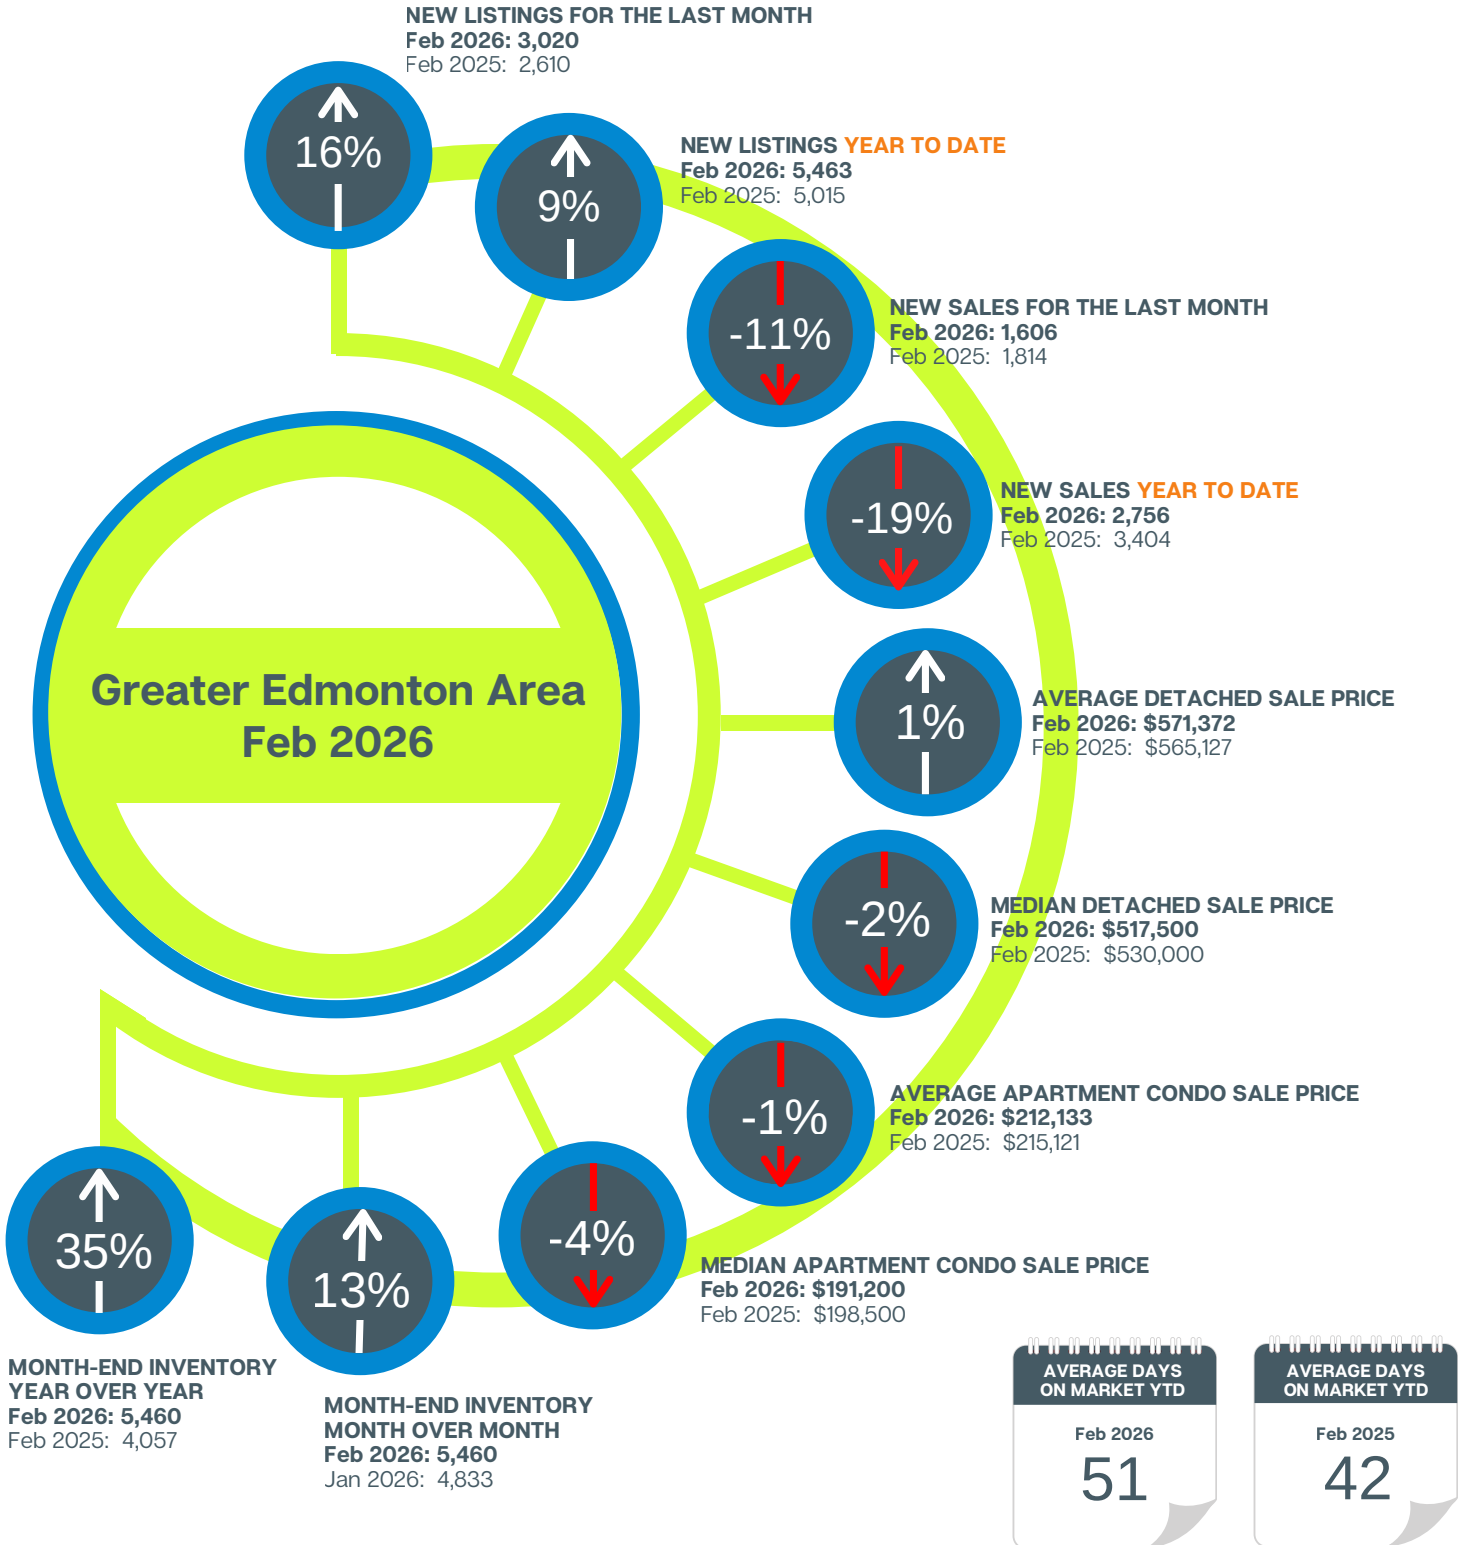 NEW LISTINGS FOR THE LAST MONTH
Feb 2026: 3,020
Feb 2025: 2,610
16%
NEW LISTINGS YEAR TO DATE
Feb 2026: 5,463
Feb 2025: 5,015
9%
NEW SALES FOR THE LAST MONTH
Feb 2026: 1,606
Feb 2025: 1,814
-11%
NEW SALES YEAR TO DATE
Feb 2026: 2,756
Feb 2025: 3,404
-19%
Greater Edmonton Area
Feb 2026
AVERAGE DETACHED SALE PRICE
Feb 2026: $571,372
Feb 2025: $565,127
1%
MEDIAN DETACHED SALE PRICE
Feb 2026: $517,500
Feb 2025: $530,000
-2%
AVERAGE APARTMENT CONDO SALE PRICE
Feb 2026: $212,133
Feb 2025: $215,121
-1%
MEDIAN APARTMENT CONDO SALE PRICE
Feb 2026: $191,200
Feb 2025: $198,500
-4%
13%
MONTH-END INVENTORY
MONTH OVER MONTH
Feb 2026: 5,460
Jan 2026: 4,833
35%
MONTH-END INVENTORY
YEAR OVER YEAR
Feb 2026: 5,460
Feb 2025: 4,057
AVERAGE DAYS
ON MARKET YTD
Feb 2026
51
AVERAGE DAYS
ON MARKET YTD
Feb 2025
42